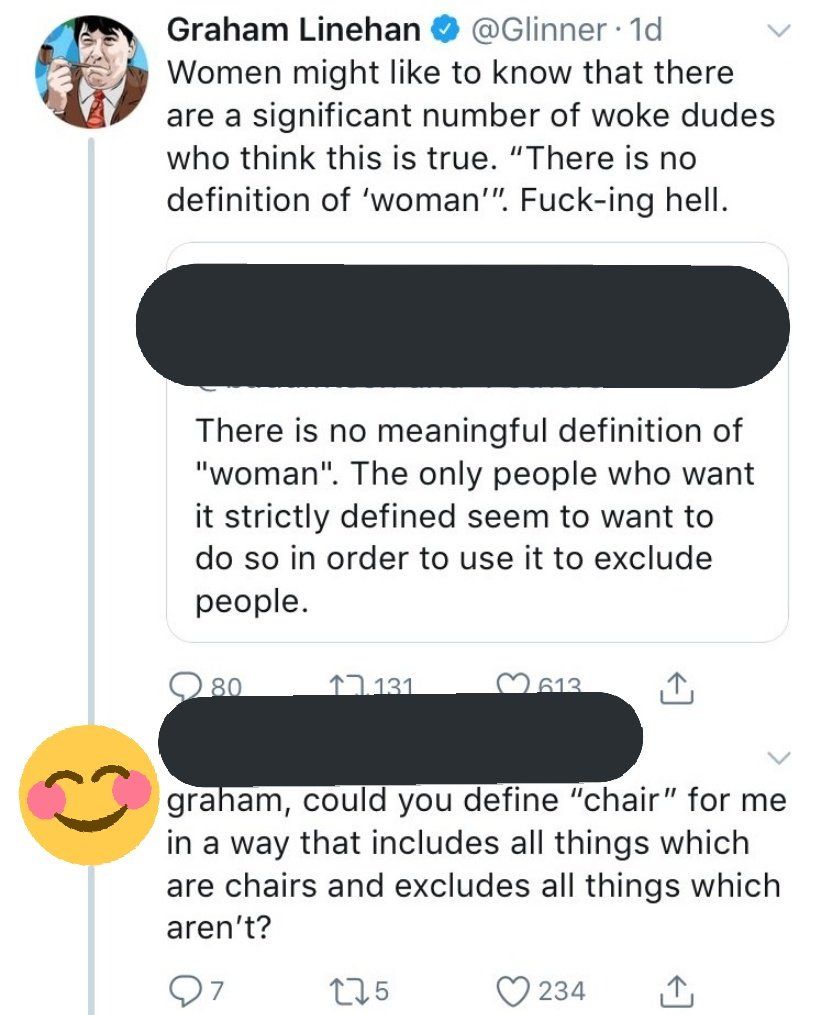 Graham Linehan @Glinner · 1d
Women might like to know that there
are a significant number of woke dudes
who think this is true. “There is no
definition of ‘woman’”. Fuck-ing hell.
There is no meaningful definition of
"woman". The only people who want
it strictly defined seem to want to
do so in order to use it to exclude
people.
80 131 613
graham, could you define “chair” for me
in a way that includes all things which
are chairs and excludes all things which
aren’t?
7 5 234